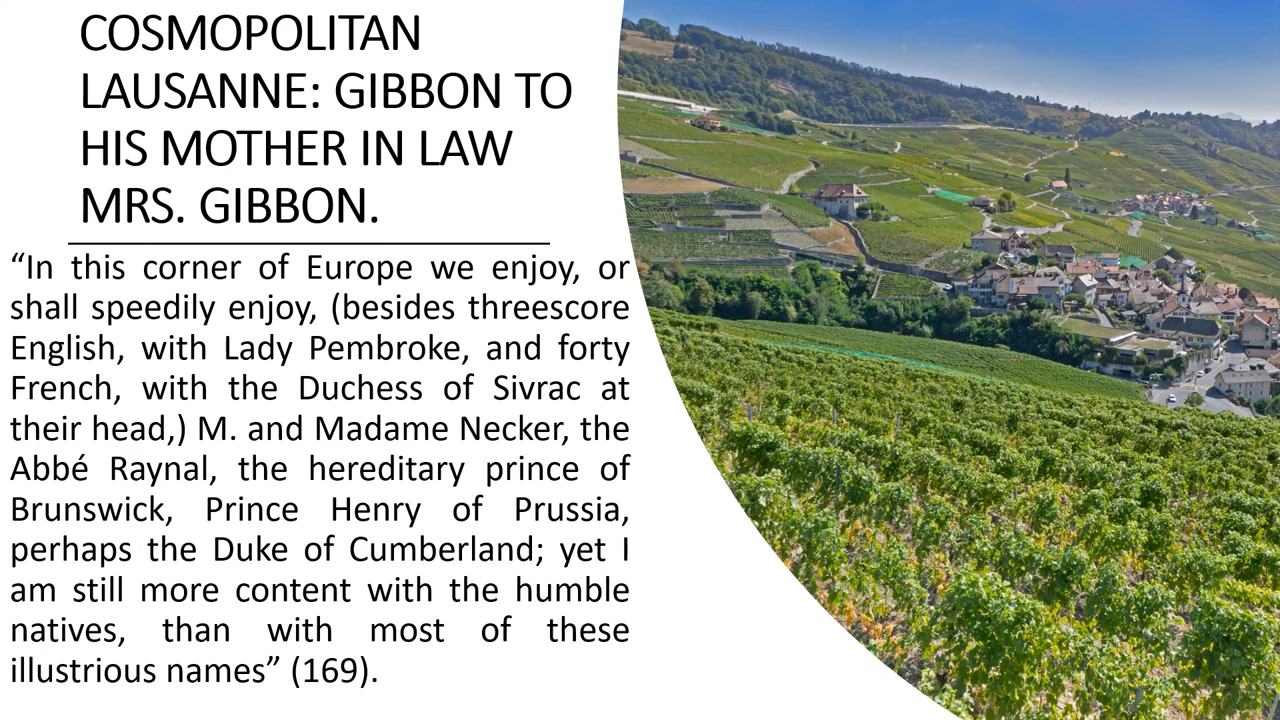 COSMOPOLITAN
LAUSANNE: GIBBON TO
HIS MOTHER IN LAW
MRS. GIBBON.
“In this corner of Europe we enjoy, or
shall speedily enjoy, (besides threescore
English, with Lady Pembroke, and forty
French, with the Duchess of Sivrac at
their head,) M. and Madame Necker, the
Abbé Raynal, the hereditary prince of
Brunswick, Prince Henry of Prussia,
perhaps the Duke of Cumberland; yet I
am still more content with the humble
natives, than with most of these
illustrious names” (169).